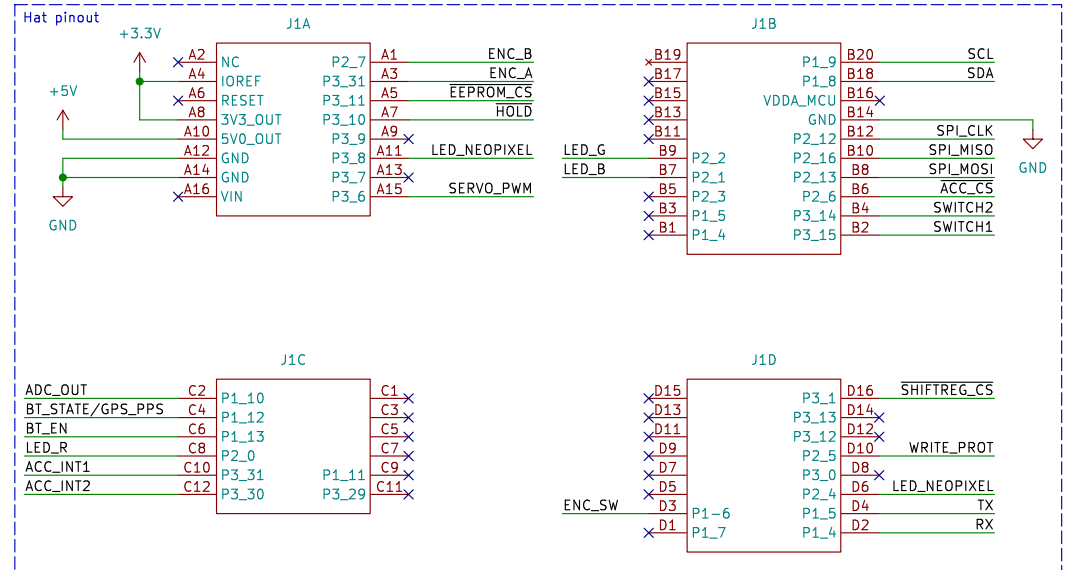 Hat pinout
J1A
+3.3V
+5V
GND
A2 NC P2_7 A1 ENC_B
A4 IOREF P3_31 A3 ENC_A
A6 RESET P3_11 A5 EEPROM_CS
A8 3V3_OUT P3_10 A7 HOLD
A10 5V0_OUT P3_9 A9
A12 GND P3_8 A11 LED_NEOPIXEL
A14 GND P3_7 A13
A16 VIN P3_6 A15 SERVO_PWM
J1B
B19 P1_9 B20 SCL
B17 P1_8 B18 SDA
B15 VDDA_MCU B16
B13 GND B14
B11 P2_12 B12 SPI_CLK
LED_G B9 P2_2 P2_16 B10 SPI_MISO
LED_B B7 P2_1 P2_13 B8 SPI_MOSI
B5 P2_3 P2_6 B6 ACC_CS
B3 P1_5 P3_14 B4 SWITCH2
B1 P1_4 P3_15 B2 SWITCH1
GND
J1C
ADC_OUT C2 P1_10 C1
BT_STATE/GPS_PPS C4 P1_12 C3
BT_EN C6 P1_13 C5
LED_R C8 P2_0 C7
ACC_INT1 C10 P3_31 P1_11 C9
ACC_INT2 C12 P3_30 P3_29 C11
J1D
D15 P3_1 D16 SHIFTREG_CS
D13 P3_13 D14
D11 P3_12 D12
D9 P2_5 D10 WRITE_PROT
D7 P3_0 D8
D5 P2_4 D6 LED_NEOPIXEL
ENC_SW D3 P1-6 P1_5 D4 TX
D1 P1_7 P1_4 D2 RX